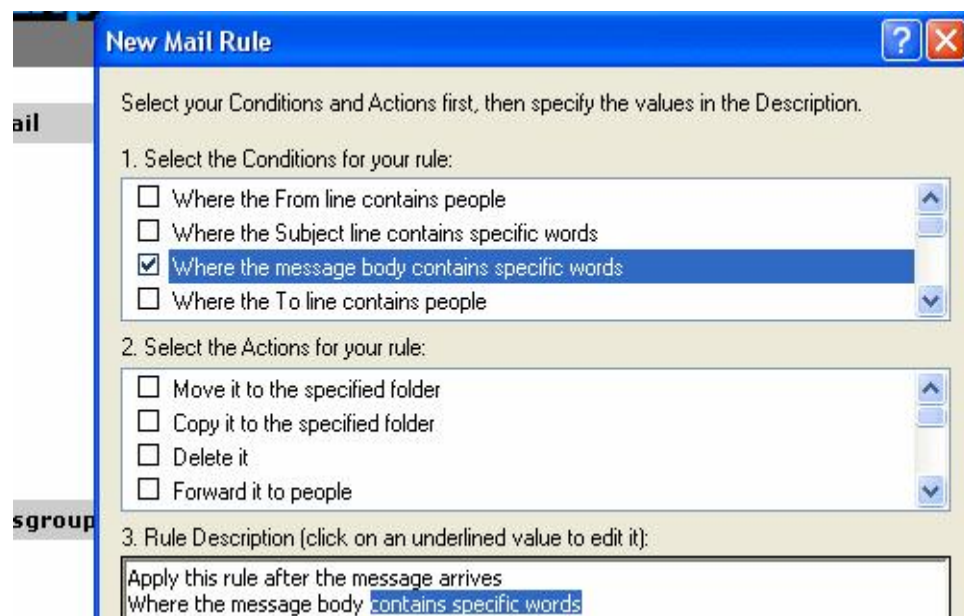 New Mail Rule
Select your Conditions and Actions first, then specify the values in the Description.
ail
1. Select the Conditions for your rule:
Where the From line contains people
Where the Subject line contains specific words
Where the message body contains specific words
Where the To line contains people
2. Select the Actions for your rule:
Move it to the specified folder
Copy it to the specified folder
Delete it
Forward it to people
sgroup
3. Rule Description (click on an underlined value to edit it):
Apply this rule after the message arrives
Where the message body contains specific words